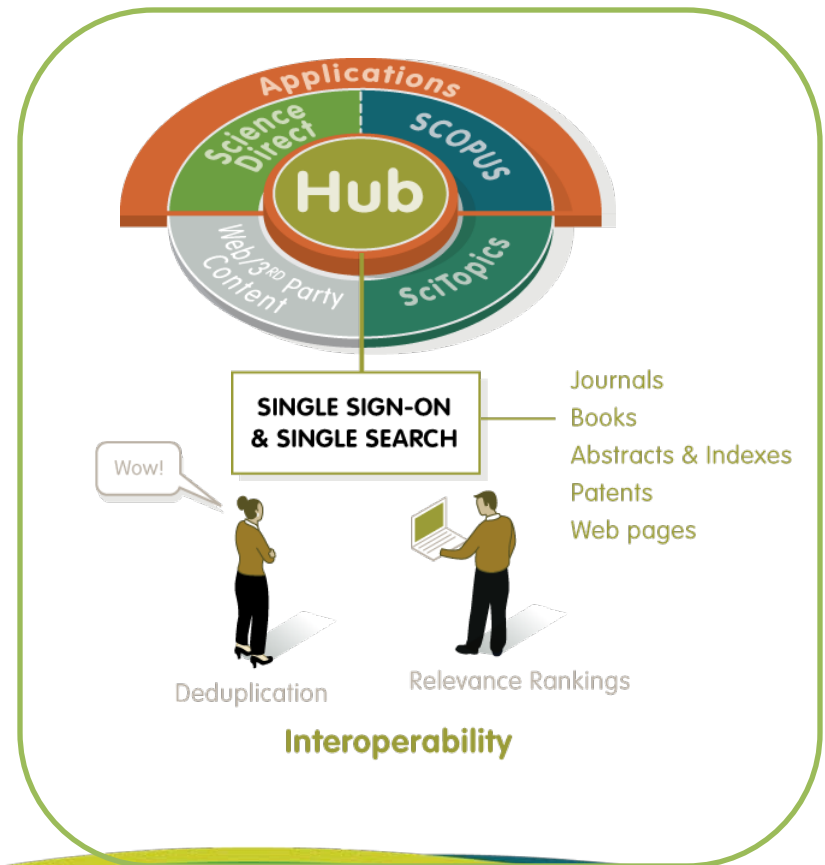 Applications
Science
Direct
SCOPUS
Hub
Web/3RD Party
Content
SciTopics
SINGLE SIGN-ON
& SINGLE SEARCH
Journals
Books
Abstracts & Indexes
Patents
Web pages
Wow!
Deduplication
Relevance Rankings
Interoperability